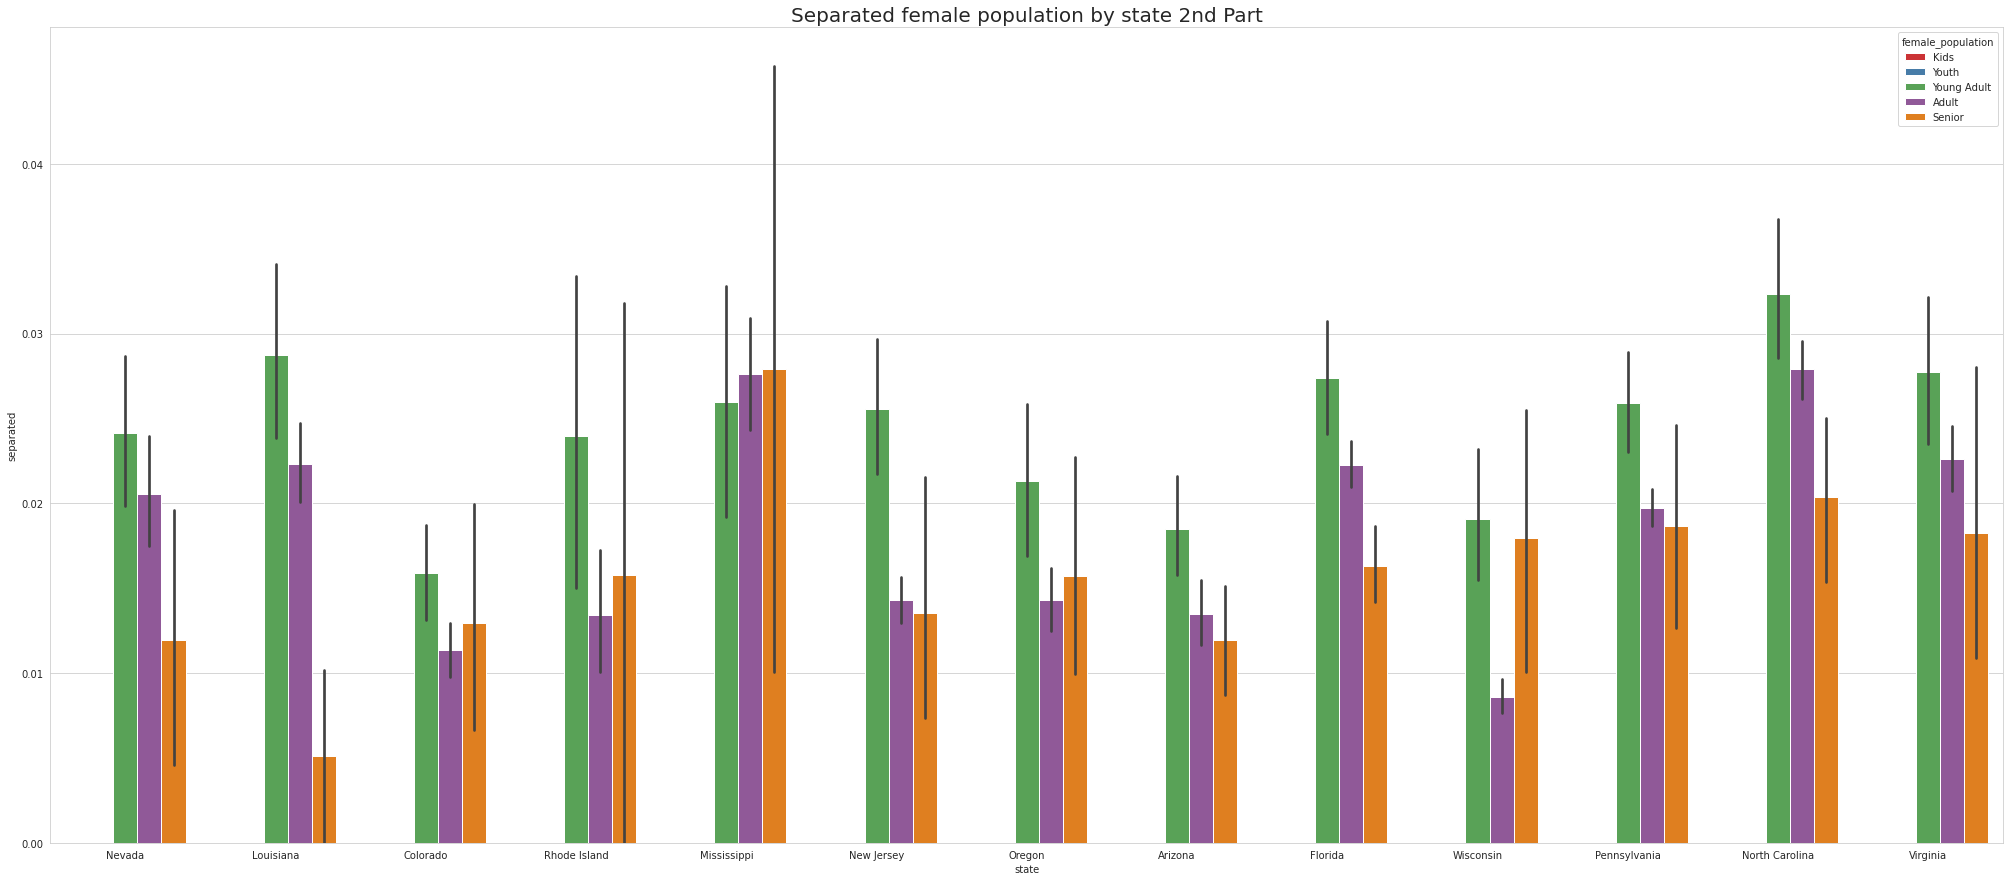 Separated female population by state 2nd Part
female_population
Kids
Youth
Young Adult
Adult
Senior
separated
0.04
0.03
0.02
0.01
0.00
Nevada Louisiana Colorado Rhode Island Mississippi New Jersey Oregon Arizona Florida Wisconsin Pennsylvania North Carolina Virginia
state